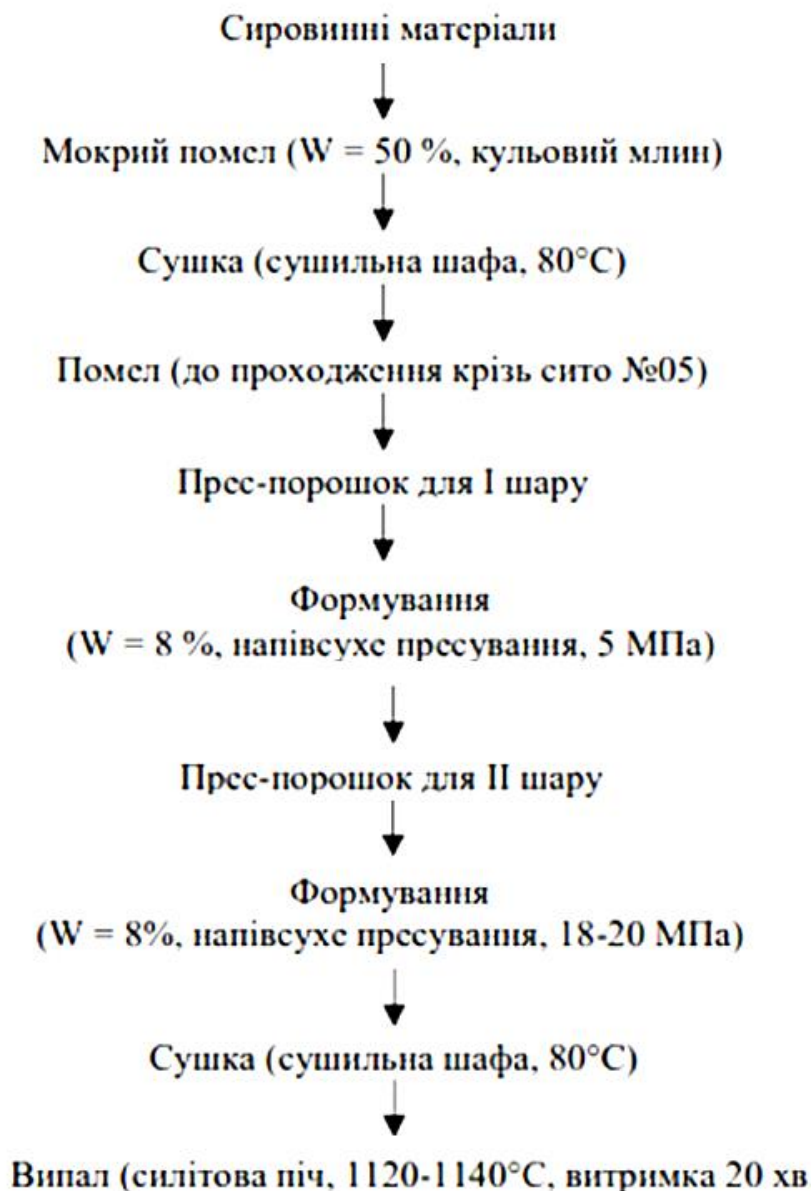 Сировинні матеріали
Мокрий помел (W = 50 %, кульовий млин)
Сушка (сушильна шафа, 80°С)
Помел (до проходження крізь сито №05)
Прес-порошок для І шару
Формування
(W = 8 %, напівсухе пресування, 5 МПа)
Прес-порошок для ІІ шару
Формування
(W = 8%, напівсухе пресування, 18-20 МПа)
Сушка (сушильна шафа, 80°С)
Випал (силітова піч, 1120-1140°С, витримка 20 хв